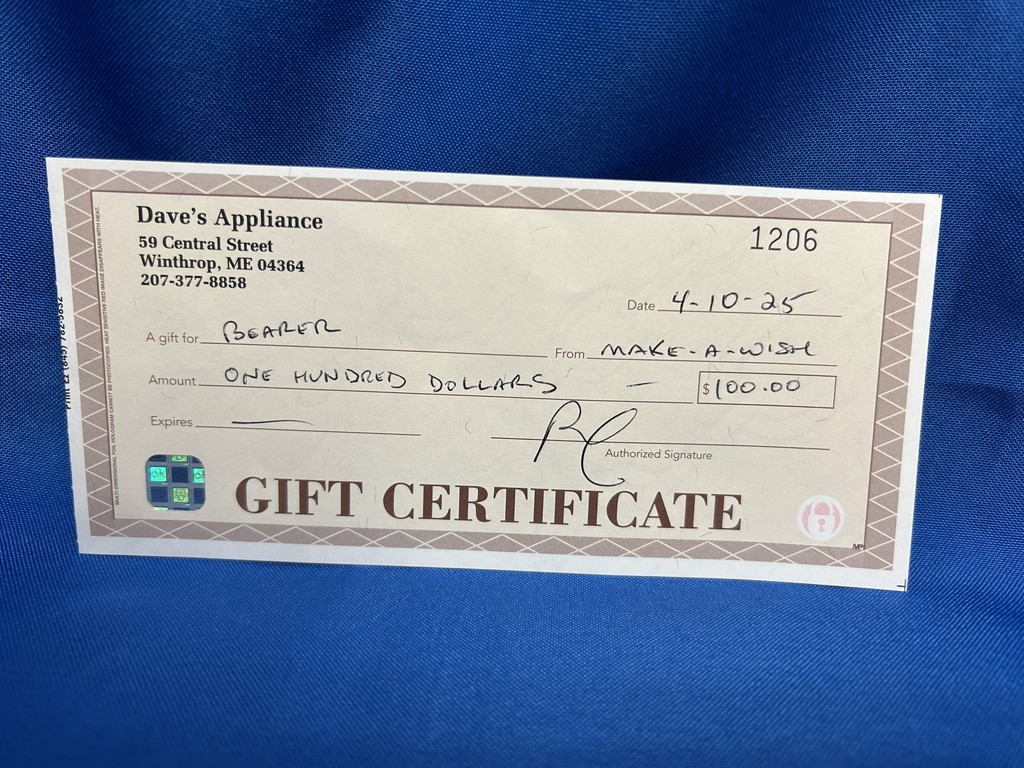 Dave's Appliance
59 Central Street
Winthrop, ME 04364
207-377-8858
1206
Date 4-10-25
A gift for BEARER
From MAKE-A-WISH
Amount ONE HUNDRED DOLLARS — $100.00
Expires —
Authorized Signature
GIFT CERTIFICATE